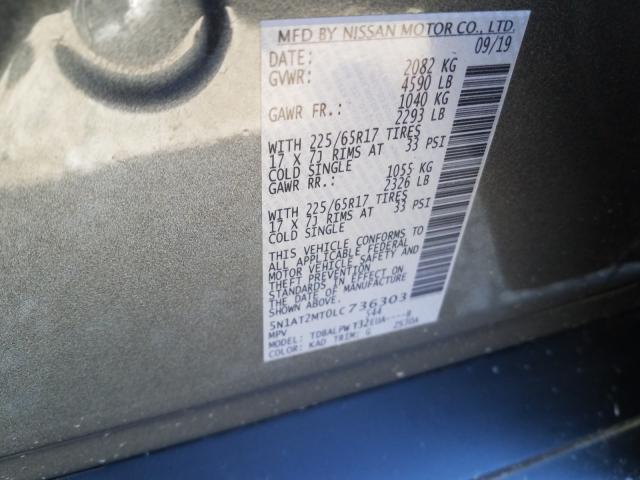 MFD BY NISSAN MOTOR CO., LTD.
DATE: 09/19
GVWR: 2082 KG
4590 LB
GAWR FR.: 1040 KG
2293 LB
WITH 225/65R17 TIRES
17 X 7J RIMS AT 33 PSI
COLD SINGLE
GAWR RR.: 1055 KG
2326 LB
WITH 225/65R17 TIRES
17 X 7J RIMS AT 33 PSI
COLD SINGLE
THIS VEHICLE CONFORMS TO
ALL APPLICABLE FEDERAL
MOTOR VEHICLE SAFETY AND
THEFT PREVENTION
STANDARDS IN EFFECT ON
THE DATE OF MANUFACTURE
SHOWN ABOVE.
5N1AT2MT0LC736303
MPV 544
MODEL: TDBALPW T32EUA----B
COLOR: KAD TRIM: G